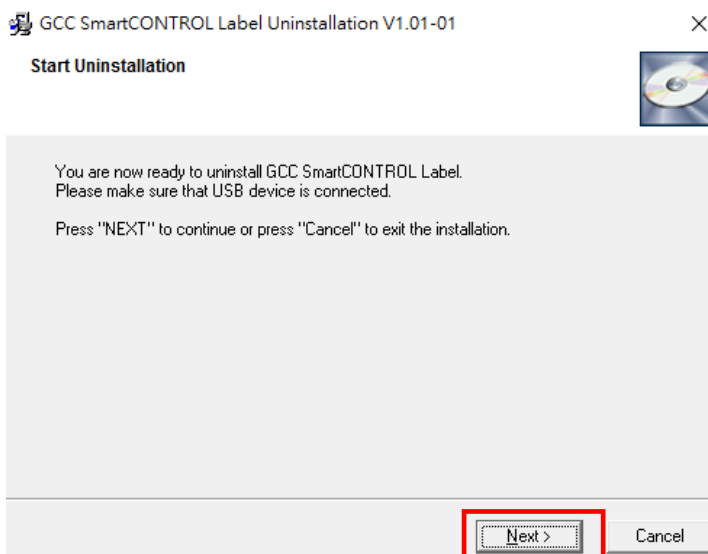 GCC SmartCONTROL Label Uninstallation V1.01-01
Start Uninstallation
You are now ready to uninstall GCC SmartCONTROL Label.
Please make sure that USB device is connected.
Press "NEXT" to continue or press "Cancel" to exit the installation.
Next >
Cancel